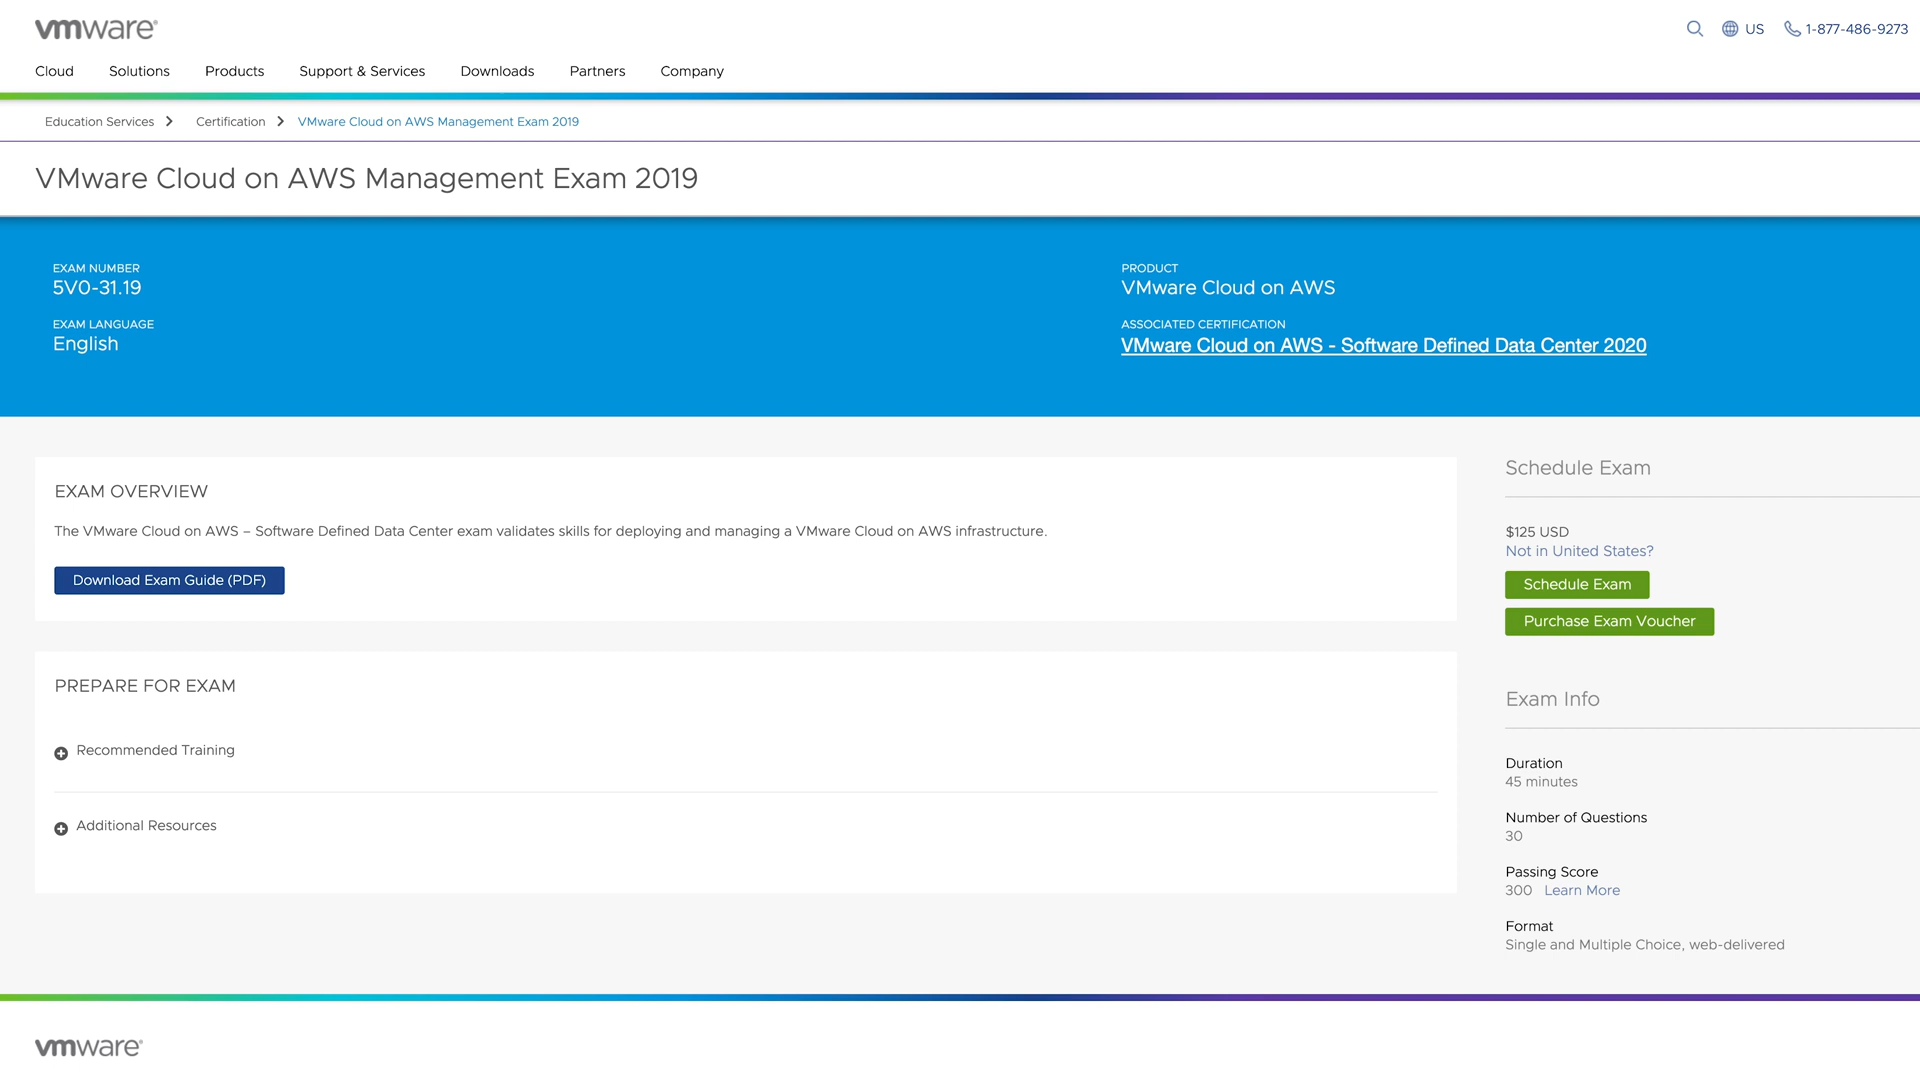 vmware®
US
1-877-486-9273
Cloud
Solutions
Products
Support & Services
Downloads
Partners
Company
Education Services
Certification
VMware Cloud on AWS Management Exam 2019
VMware Cloud on AWS Management Exam 2019
EXAM NUMBER
5V0-31.19
EXAM LANGUAGE
English
PRODUCT
VMware Cloud on AWS
ASSOCIATED CERTIFICATION
VMware Cloud on AWS - Software Defined Data Center 2020
EXAM OVERVIEW
The VMware Cloud on AWS – Software Defined Data Center exam validates skills for deploying and managing a VMware Cloud on AWS infrastructure.
Download Exam Guide (PDF)
PREPARE FOR EXAM
Recommended Training
Additional Resources
Schedule Exam
$125 USD
Not in United States?
Schedule Exam
Purchase Exam Voucher
Exam Info
Duration
45 minutes
Number of Questions
30
Passing Score
300 Learn More
Format
Single and Multiple Choice, web-delivered
vmware®